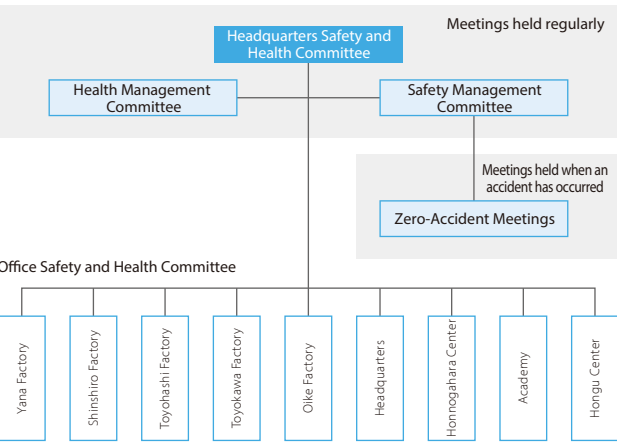 Meetings held regularly
Headquarters Safety and
Health Committee
Health Management
Committee
Safety Management
Committee
Meetings held when an
accident has occurred
Zero-Accident Meetings
Office Safety and Health Committee
Yana Factory
Shinshiro Factory
Toyohashi Factory
Toyokawa Factory
Oike Factory
Headquarters
Honnogahara Center
Academy
Hongu Center